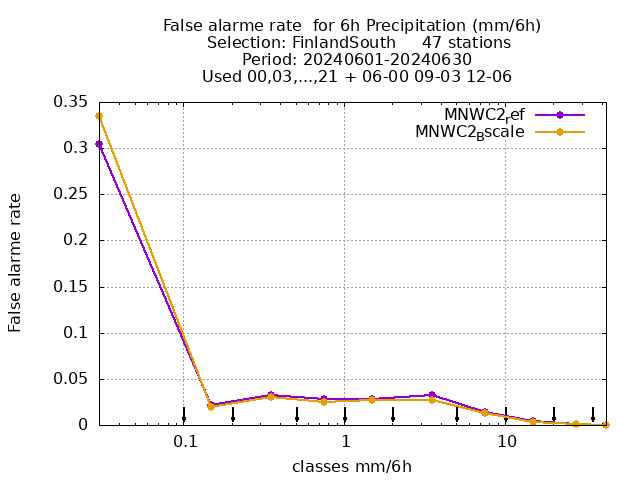 False alarme rate  for 6h Precipitation (mm/6h)
Selection: FinlandSouth     47 stations
Period: 20240601-20240630
Used 00,03,...,21 + 06-00 09-03 12-06
MNWC2ref
MNWC2Bscale
0.35
0.3
0.25
0.2
0.15
0.1
0.05
0
False alarme rate
0.1
1
10
classes mm/6h